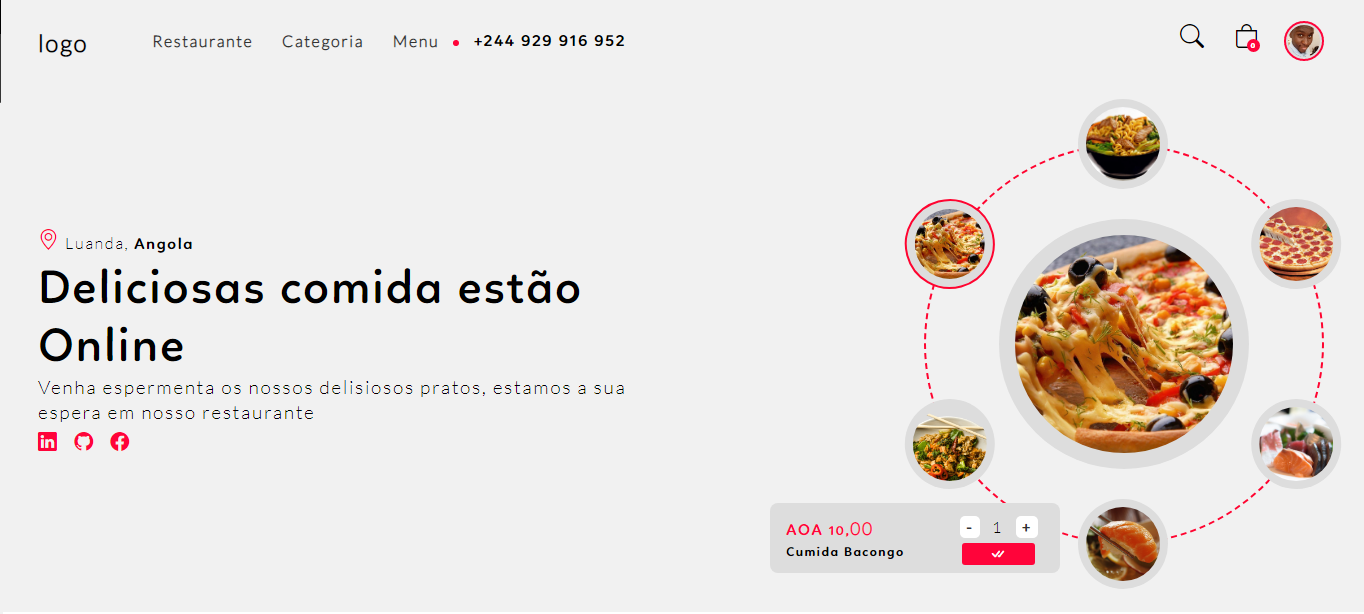 logo
Restaurante Categoria Menu +244 929 916 952
0
Luanda, Angola
Deliciosas comida estão
Online
Venha espermenta os nossos delisiosos pratos, estamos a sua
espera em nosso restaurante
AOA 10,00
- 1 +
Cumida Bacongo